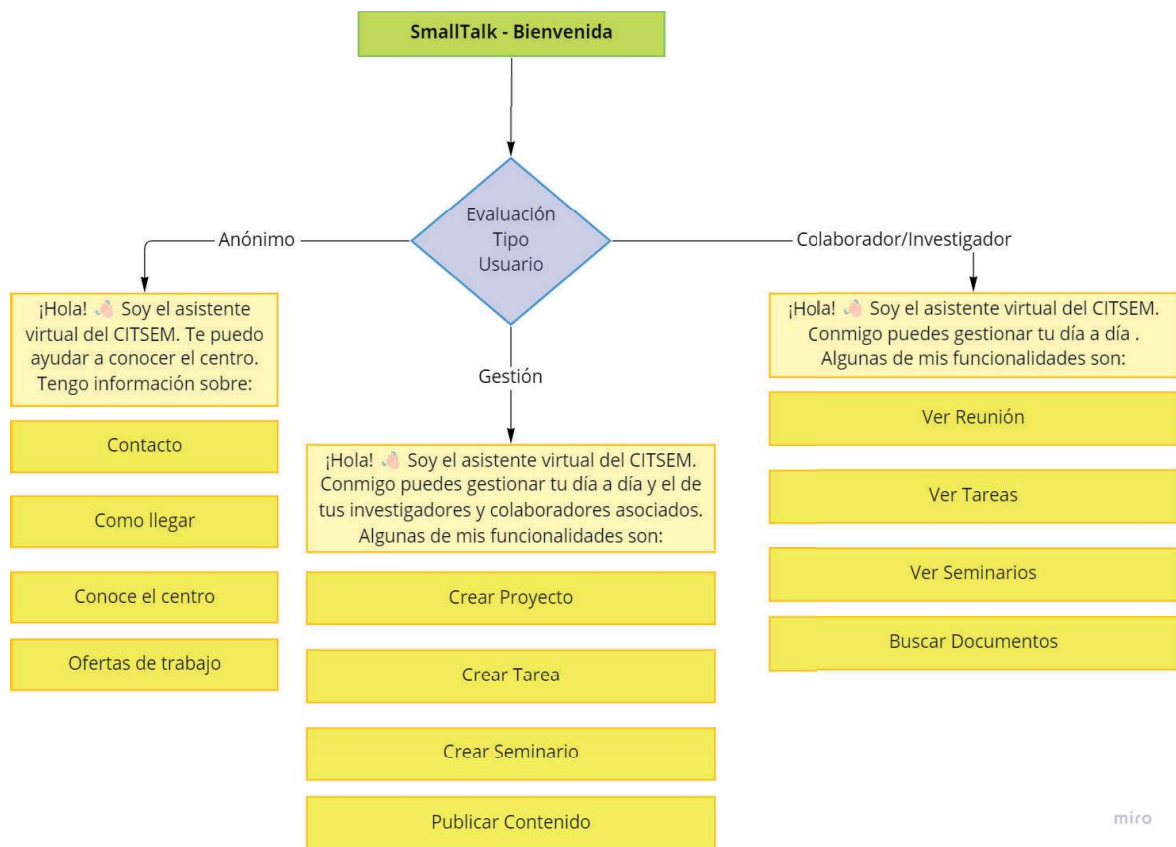 SmallTalk - Bienvenida
Evaluación
Tipo
Usuario
Anónimo
Colaborador/Investigador
Gestión
¡Hola! 👋🏻 Soy el asistente
virtual del CITSEM. Te puedo
ayudar a conocer el centro.
Tengo información sobre:
Contacto
Como llegar
Conoce el centro
Ofertas de trabajo
¡Hola! 👋🏻 Soy el asistente virtual del CITSEM.
Conmigo puedes gestionar tu día a día y el de
tus investigadores y colaboradores asociados.
Algunas de mis funcionalidades son:
Crear Proyecto
Crear Tarea
Crear Seminario
Publicar Contenido
¡Hola! 👋🏻 Soy el asistente virtual del CITSEM.
Conmigo puedes gestionar tu día a día .
Algunas de mis funcionalidades son:
Ver Reunión
Ver Tareas
Ver Seminarios
Buscar Documentos
miro